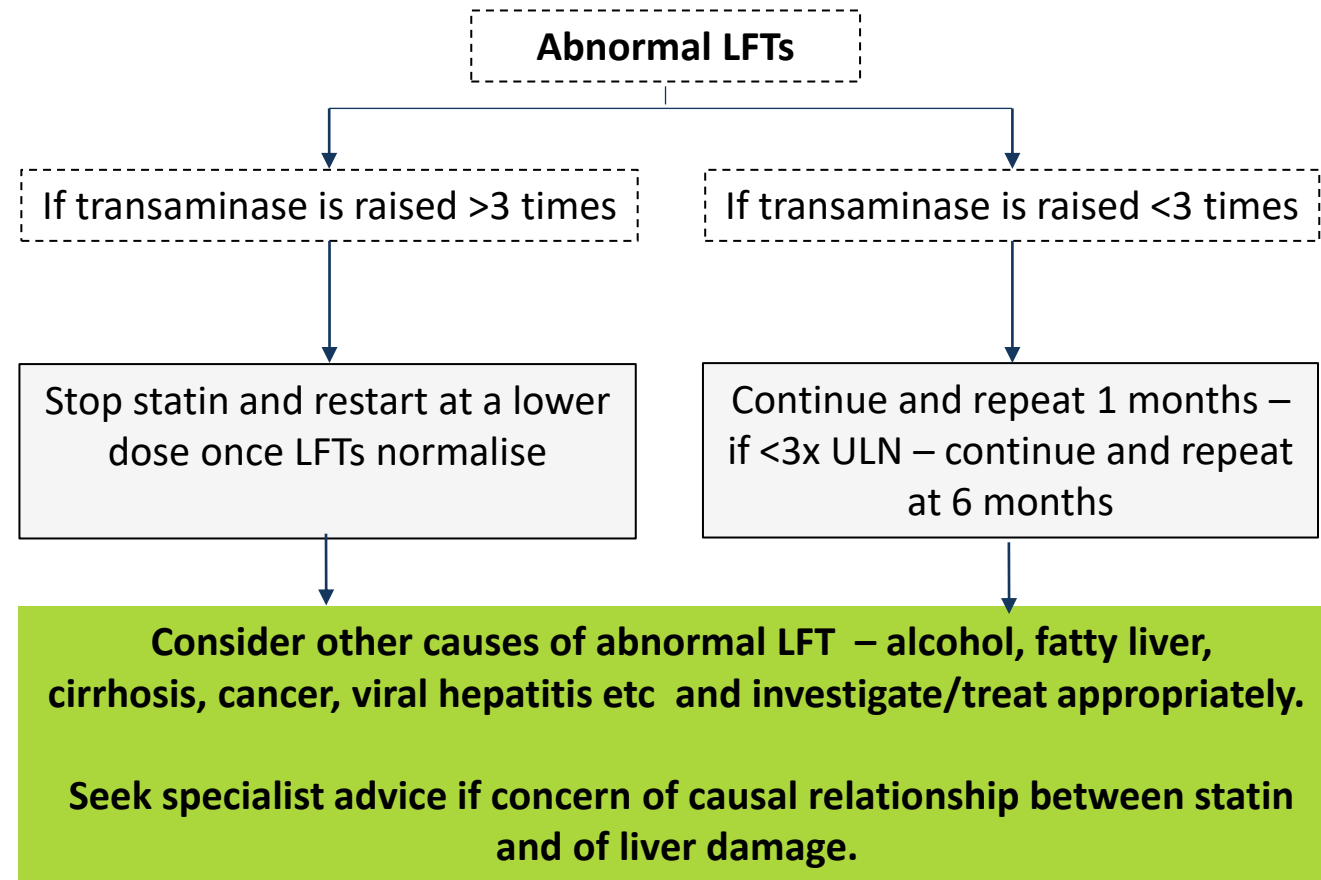 Abnormal LFTs
If transaminase is raised >3 times
If transaminase is raised <3 times
Stop statin and restart at a lower
dose once LFTs normalise
Continue and repeat 1 months –
if <3x ULN – continue and repeat
at 6 months
Consider other causes of abnormal LFT – alcohol, fatty liver,
cirrhosis, cancer, viral hepatitis etc and investigate/treat appropriately.
Seek specialist advice if concern of causal relationship between statin
and of liver damage.